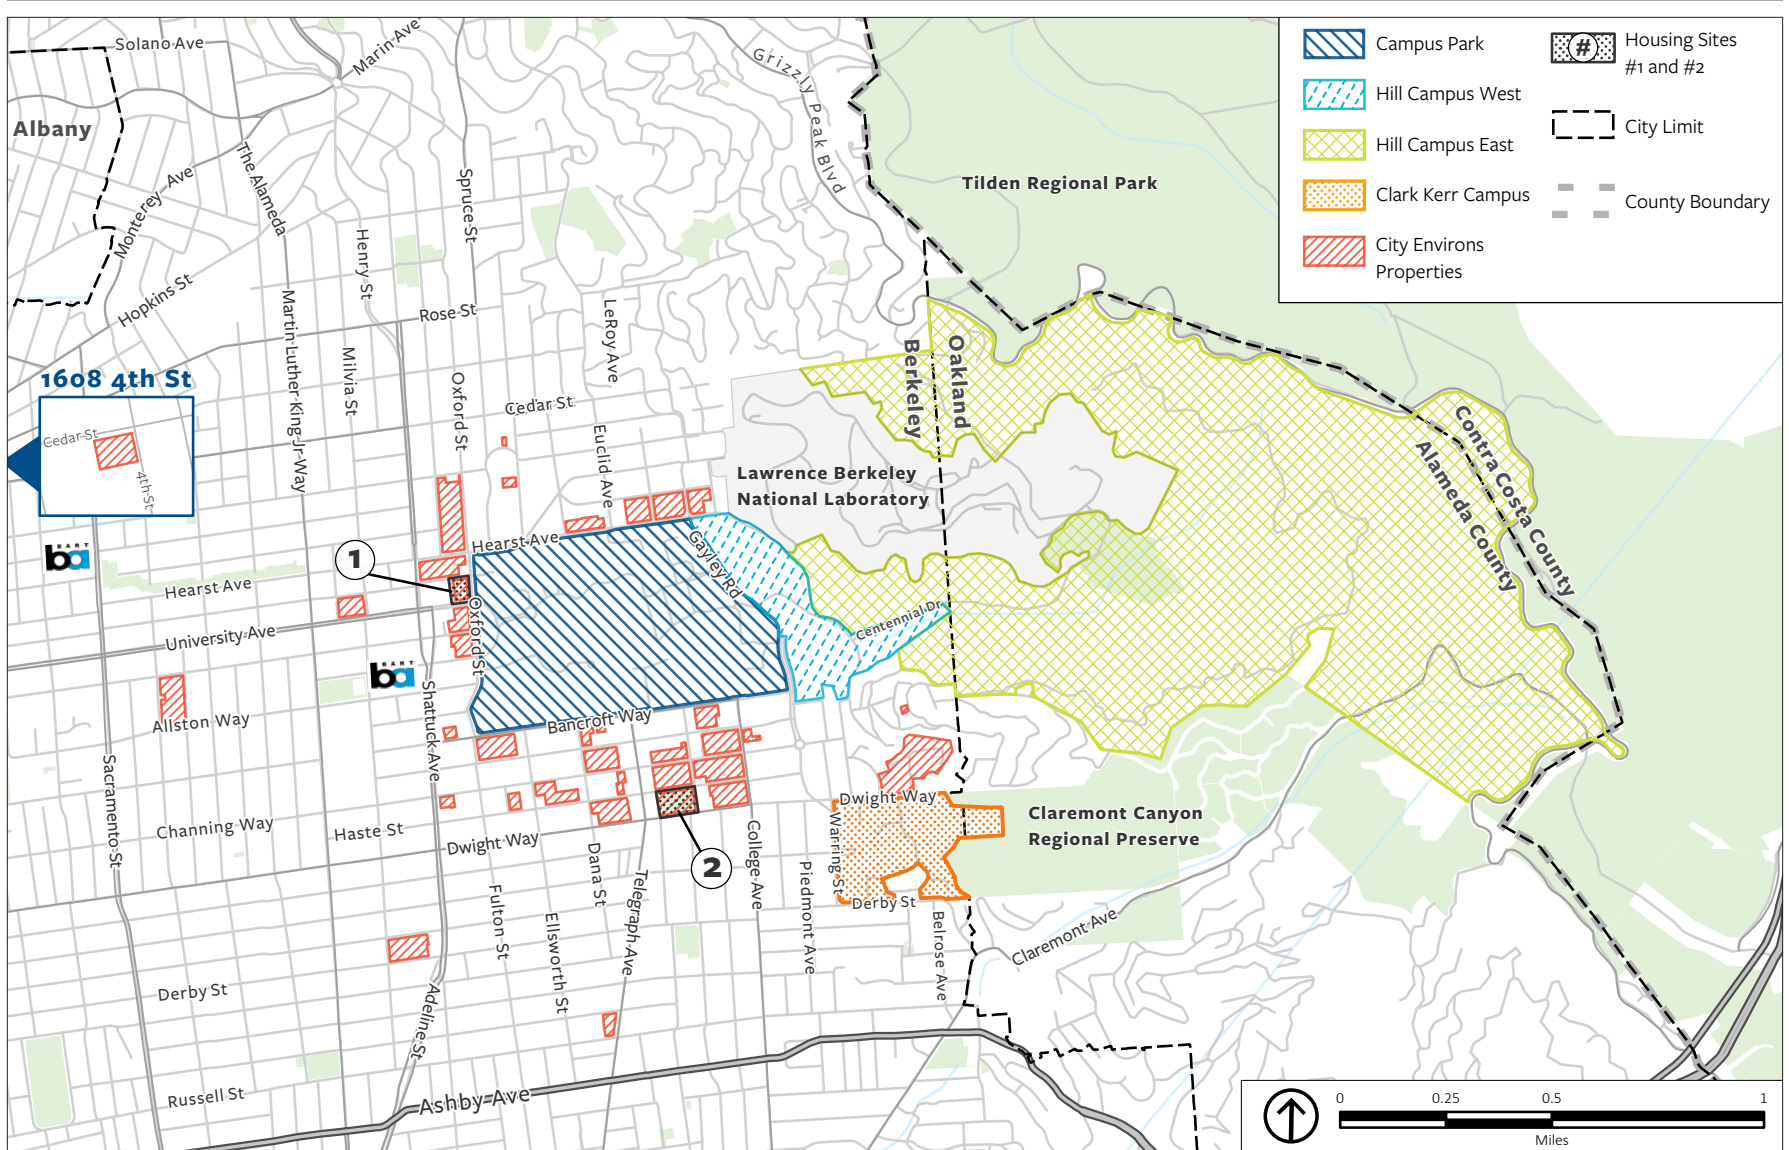 Solano Ave
Marin Ave
Grizzly Peak Blvd
Albany
Monterey Ave
The Alameda
Spruce St
Henry St
Hopkins St
Rose St
Martin Luther King Jr Way
Milvia St
LeRoy Ave
Oxford St
Cedar St
Euclid Ave
Tilden Regional Park
Berkeley
Oakland
1608 4th St
Cedar St
4th St
Lawrence Berkeley
National Laboratory
Contra Costa County
Alameda County
BART
ba
1
Hearst Ave
Gayley Rd
Hearst Ave
Oxford St
Centennial Dr
University Ave
BART
ba
Shattuck Ave
Allston Way
Bancroft Way
Sacramento St
Channing Way
Haste St
Dwight Way
Dwight Way
2
Warring St
Claremont Canyon
Regional Preserve
Dana St
College Ave
Piedmont Ave
Telegraph Ave
Fulton St
Ellsworth St
Derby St
Belrose Ave
Claremont Ave
Derby St
Adeline St
Russell St
Ashby Ave
Campus Park
Hill Campus West
Hill Campus East
Clark Kerr Campus
City Environs
Properties
#
Housing Sites
#1 and #2
City Limit
County Boundary
0 0.25 0.5 1
Miles